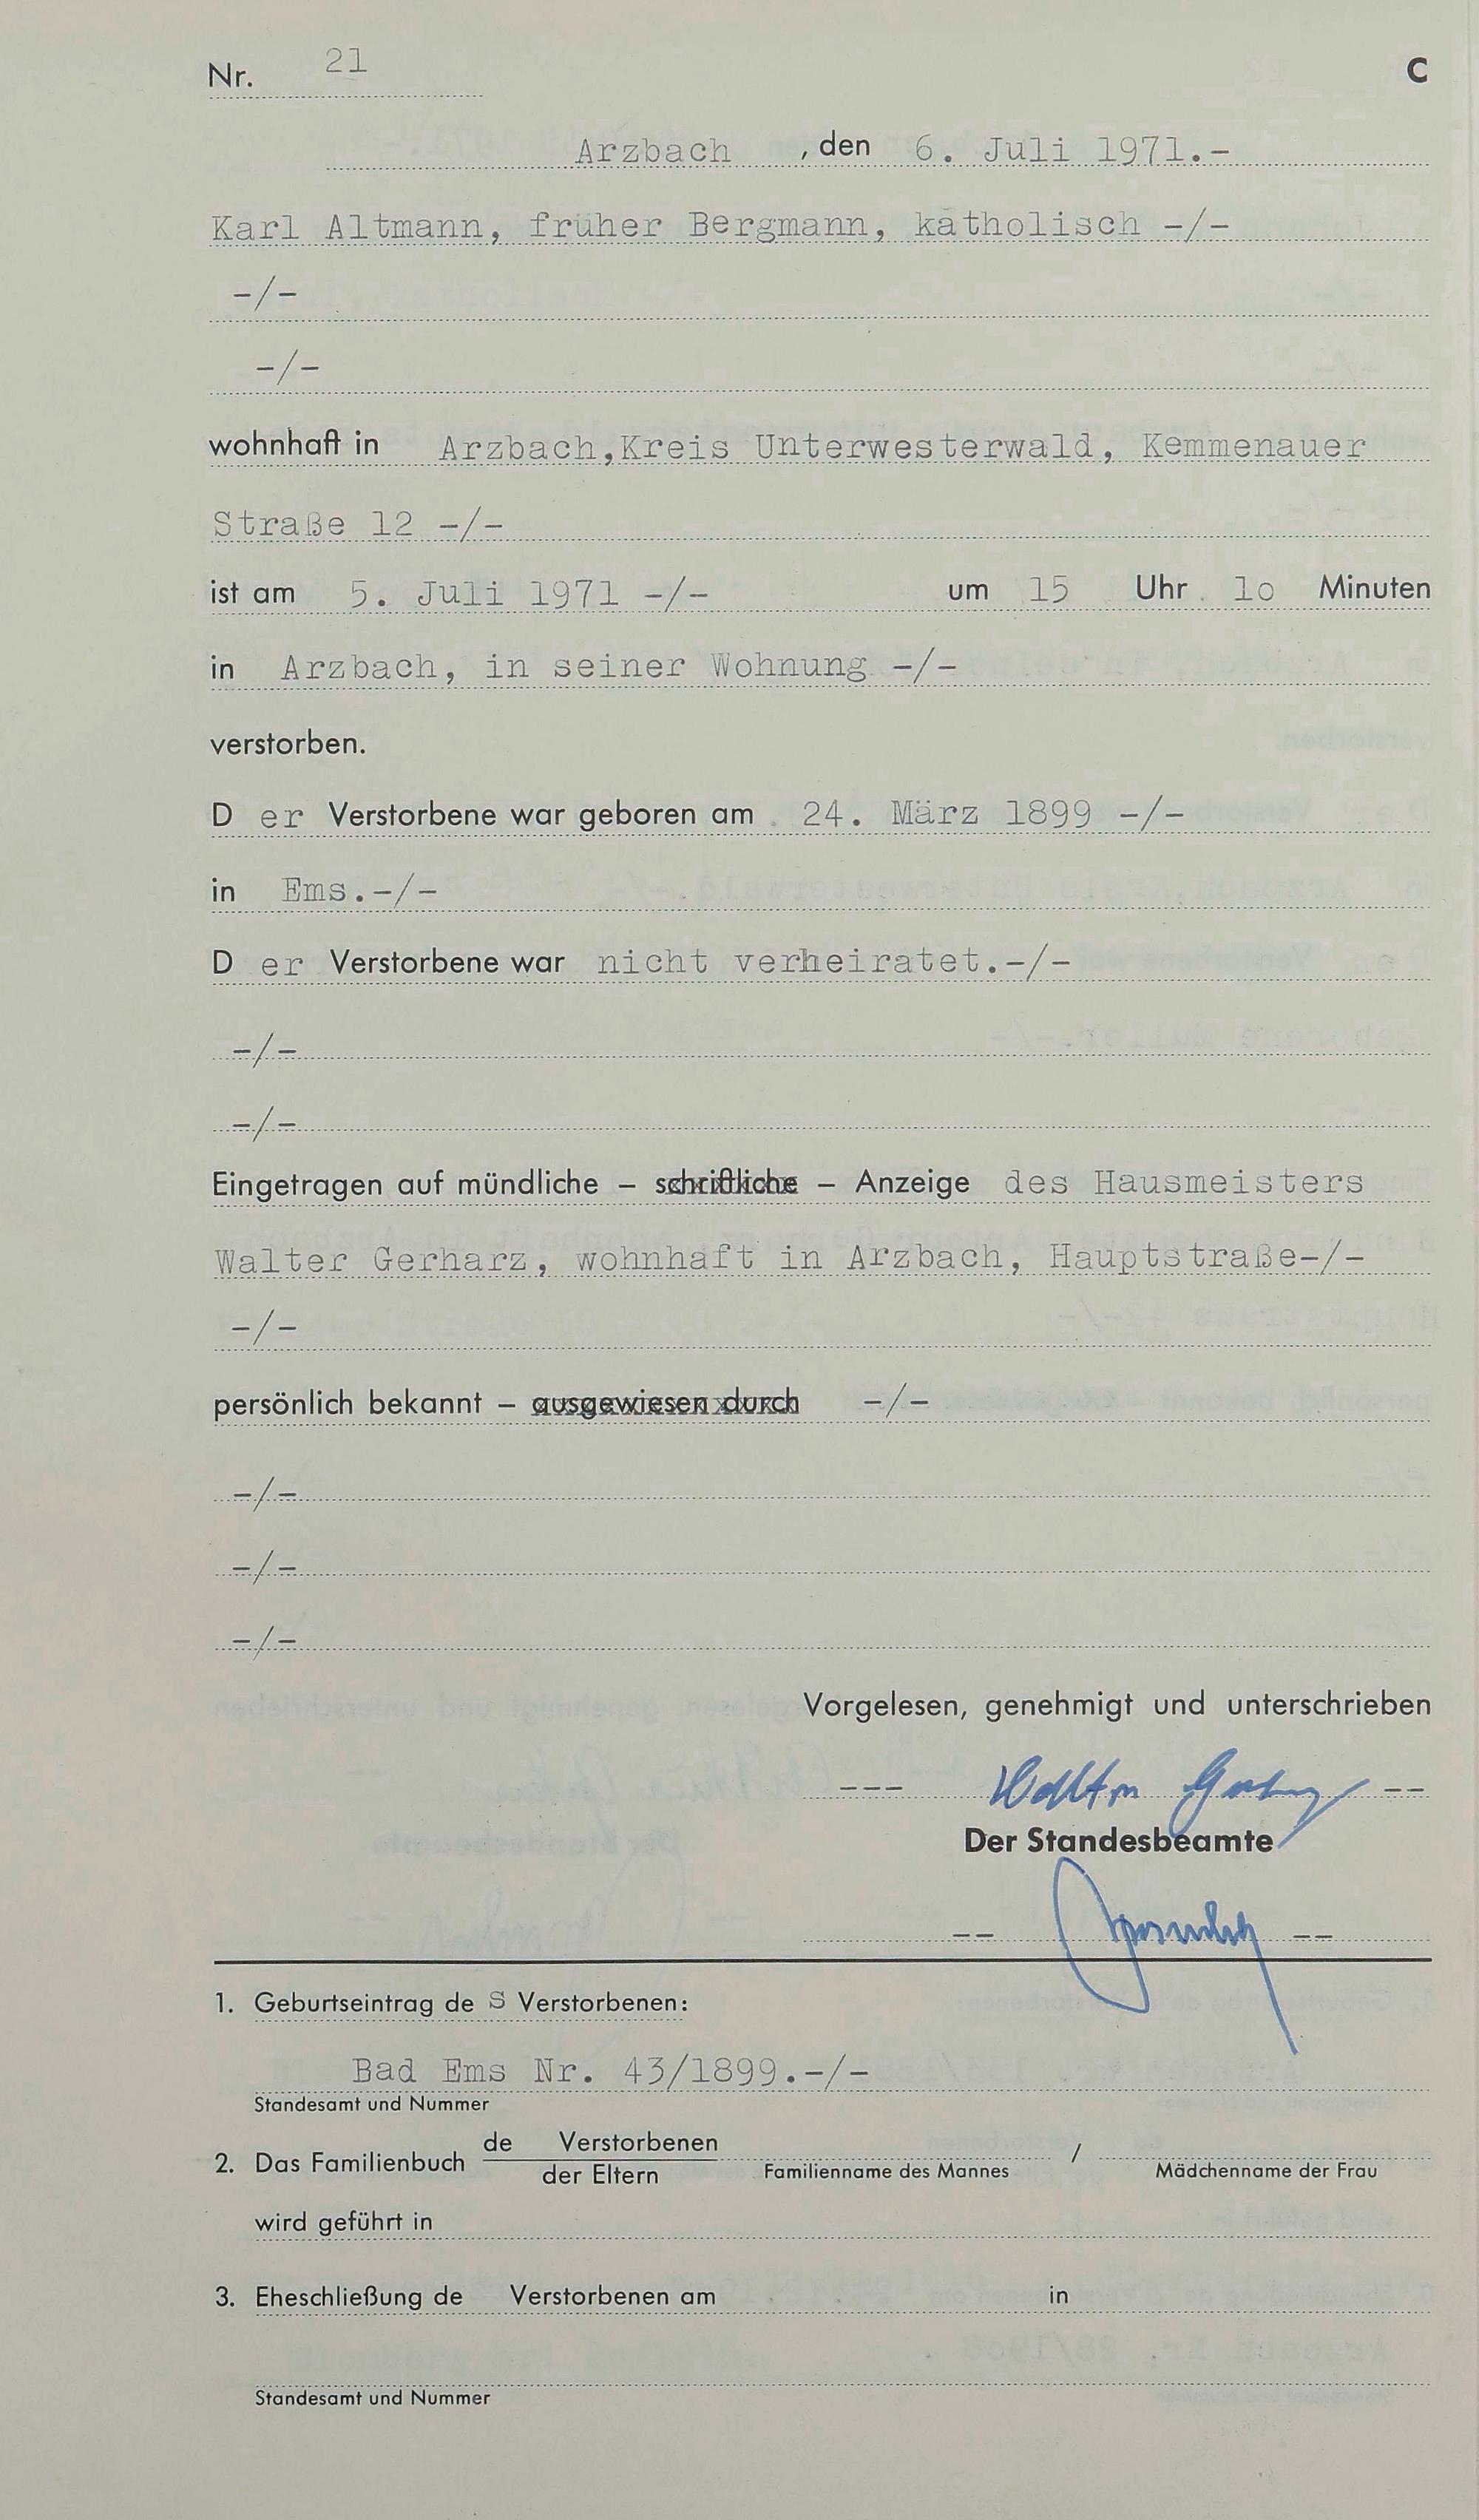 Nr. 21 C
Arzbach , den 6. Juli 1971.-
Karl Altmann, früher Bergmann, katholisch -/-
-/-
-/-
wohnhaft in Arzbach,Kreis Unterwesterwald, Kemmenauer
Straße 12 -/-
ist am 5. Juli 1971 -/- um 15 Uhr lo Minuten
in Arzbach, in seiner Wohnung -/-
verstorben.
D er Verstorbene war geboren am 24. März 1899 -/-
in Ems.-/-
D er Verstorbene war nicht verheiratet.-/-
-/-
-/-
Eingetragen auf mündliche – schriftliche – Anzeige des Hausmeisters
Walter Gerharz, wohnhaft in Arzbach, Hauptstraße-/-
-/-
persönlich bekannt – ausgewiesen durch -/-
-/-
-/-
-/-
Vorgelesen, genehmigt und unterschrieben
--- Walter Gerharz --
Der Standesbeamte
-- --
1. Geburtseintrag de S Verstorbenen:
Bad Ems Nr. 43/1899.-/-
Standesamt und Nummer
2. Das Familienbuch de Verstorbenen / 
der Eltern Familienname des Mannes Mädchenname der Frau
wird geführt in
3. Eheschließung de Verstorbenen am in
Standesamt und Nummer